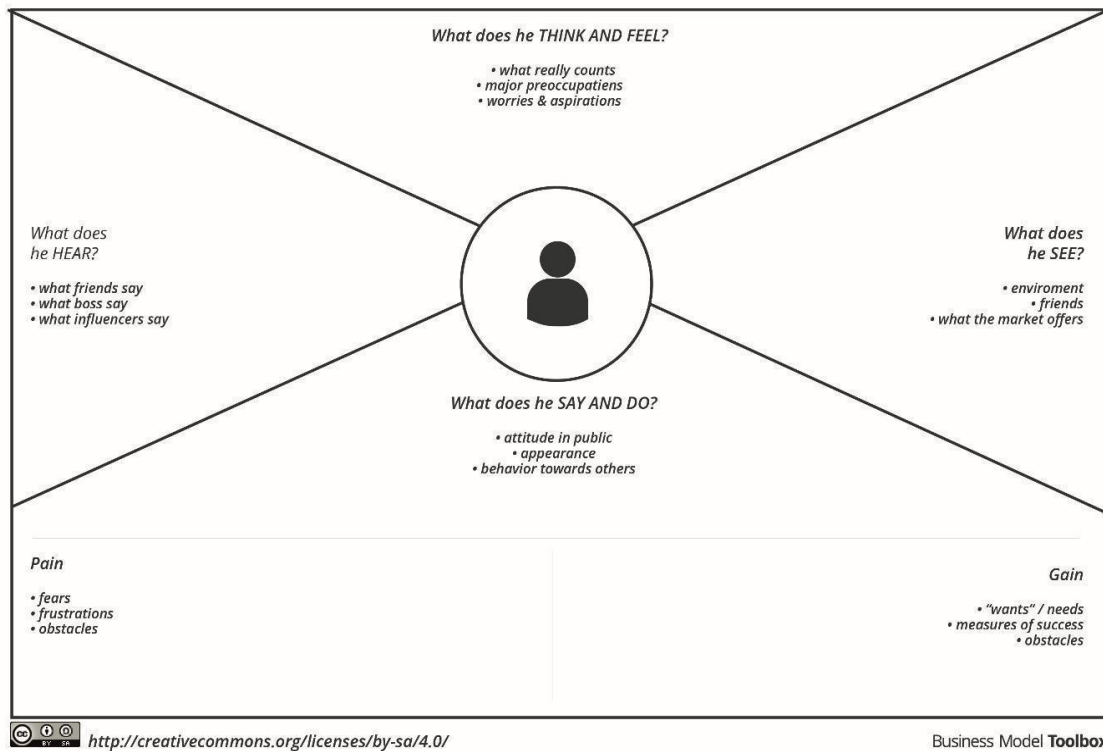 What does he THINK AND FEEL?
• what really counts
• major preoccupatiens
• worries & aspirations
What does
he HEAR?
• what friends say
• what boss say
• what influencers say
What does
he SEE?
• enviroment
• friends
• what the market offers
What does he SAY AND DO?
• attitude in public
• appearance
• behavior towards others
Pain
• fears
• frustrations
• obstacles
Gain
• “wants“ / needs
• measures of success
• obstacles
cc BY SA
http://creativecommons.org/licenses/by-sa/4.0/
Business Model Toolbox